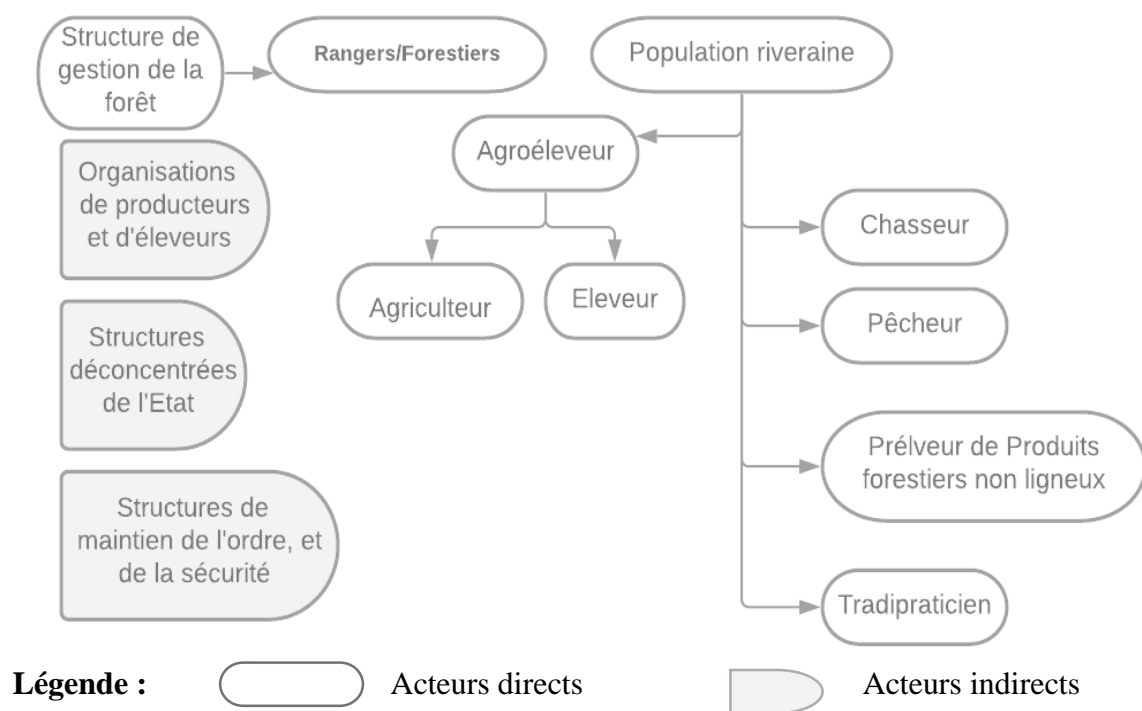 Structure de
gestion de la
forêt
Rangers/Forestiers
Population riveraine
Agroéleveur
Organisations
de producteurs
et d'éleveurs
Chasseur
Agriculteur
Eleveur
Pêcheur
Structures
déconcentrées
de l'Etat
Prélveur de Produits
forestiers non ligneux
Structures de
maintien de l'ordre, et
de la sécurité
Tradipraticien
Légende :
Acteurs directs
Acteurs indirects